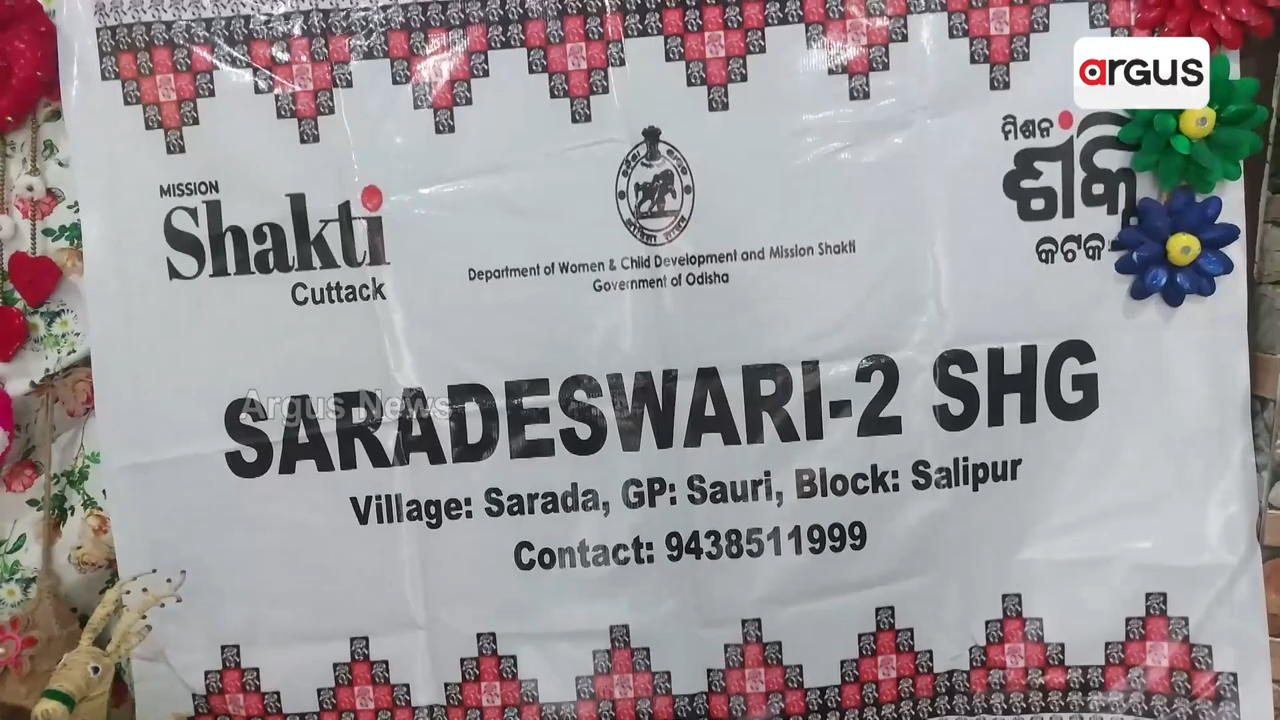 argus
MISSION
Shakti
Cuttack
Department of Women & Child Development and Mission Shakti
Government of Odisha
ମିଶନ
ଶକ୍ତି
କଟକ
Argus News
SARADESWARI-2 SHG
Village: Sarada, GP: Sauri, Block: Salipur
Contact: 9438511999